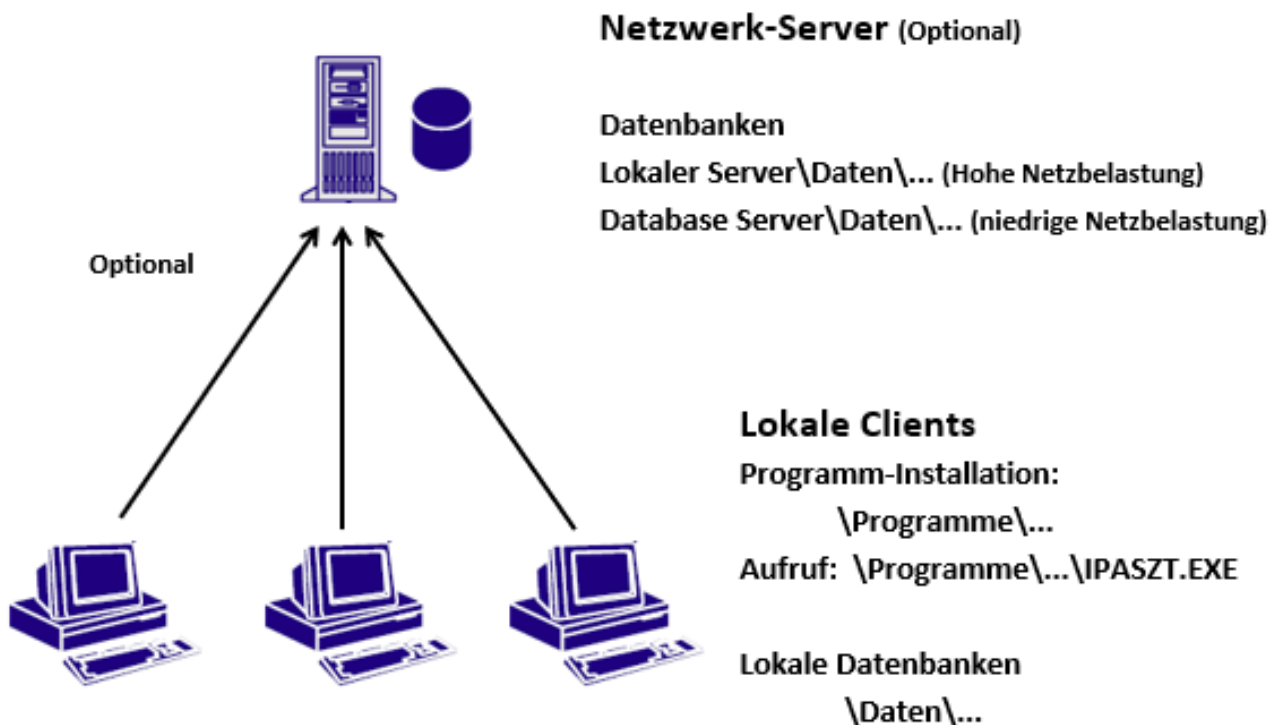 Netzwerk-Server (Optional)
Datenbanken
Lokaler Server\Daten\... (Hohe Netzbelastung)
Database Server\Daten\... (niedrige Netzbelastung)
Optional
Lokale Clients
Programm-Installation:
\Programme\...
Aufruf: \Programme\...\IPASZT.EXE
Lokale Datenbanken
\Daten\...